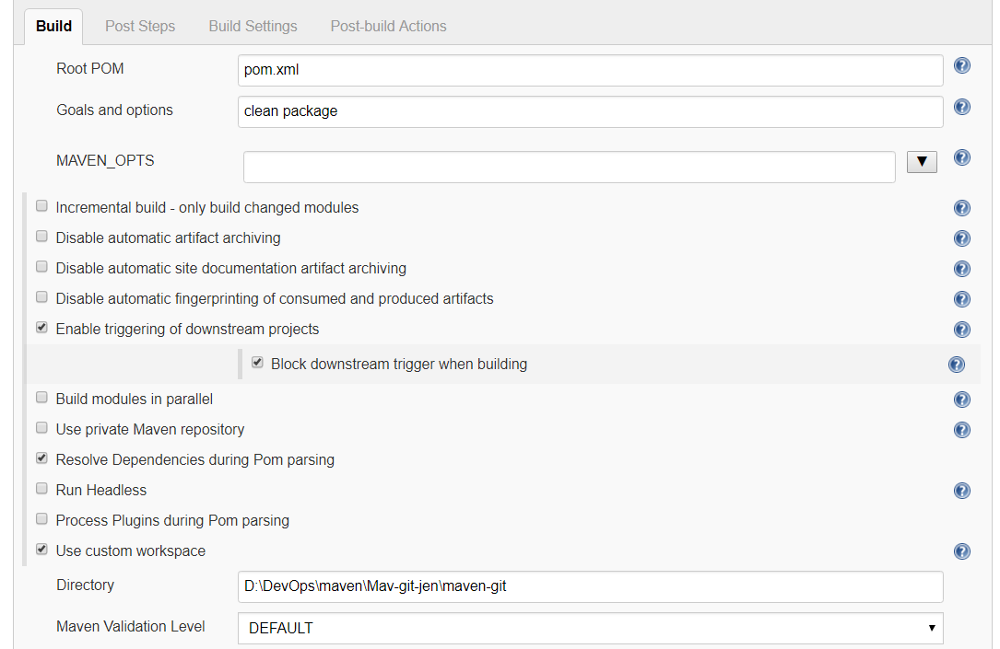 Build Post Steps Build Settings Post-build Actions
Root POM pom.xml ?
Goals and options clean package ?
MAVEN_OPTS ▼ ?
Incremental build - only build changed modules ?
Disable automatic artifact archiving ?
Disable automatic site documentation artifact archiving ?
Disable automatic fingerprinting of consumed and produced artifacts ?
Enable triggering of downstream projects ?
Block downstream trigger when building ?
Build modules in parallel ?
Use private Maven repository ?
Resolve Dependencies during Pom parsing
Run Headless ?
Process Plugins during Pom parsing
Use custom workspace ?
Directory D:\DevOps\maven\Mav-git-jen\maven-git
Maven Validation Level DEFAULT ▼